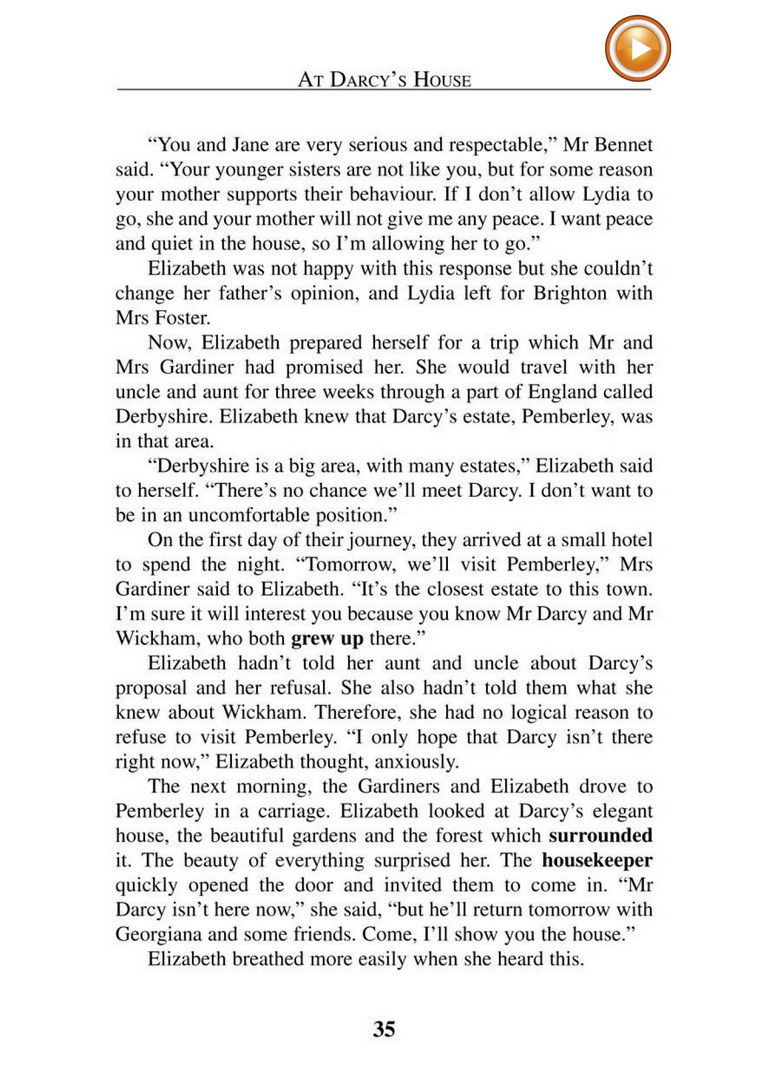 At Darcy’s House
“You and Jane are very serious and respectable,” Mr Bennet
said. “Your younger sisters are not like you, but for some reason
your mother supports their behaviour. If I don’t allow Lydia to
go, she and your mother will not give me any peace. I want peace
and quiet in the house, so I’m allowing her to go.”
Elizabeth was not happy with this response but she couldn’t
change her father’s opinion, and Lydia left for Brighton with
Mrs Foster.
Now, Elizabeth prepared herself for a trip which Mr and
Mrs Gardiner had promised her. She would travel with her
uncle and aunt for three weeks through a part of England called
Derbyshire. Elizabeth knew that Darcy’s estate, Pemberley, was
in that area.
“Derbyshire is a big area, with many estates,” Elizabeth said
to herself. “There’s no chance we’ll meet Darcy. I don’t want to
be in an uncomfortable position.”
On the first day of their journey, they arrived at a small hotel
to spend the night. “Tomorrow, we’ll visit Pemberley,” Mrs
Gardiner said to Elizabeth. “It’s the closest estate to this town.
I’m sure it will interest you because you know Mr Darcy and Mr
Wickham, who both grew up there.”
Elizabeth hadn’t told her aunt and uncle about Darcy’s
proposal and her refusal. She also hadn’t told them what she
knew about Wickham. Therefore, she had no logical reason to
refuse to visit Pemberley. “I only hope that Darcy isn’t there
right now,” Elizabeth thought, anxiously.
The next morning, the Gardiners and Elizabeth drove to
Pemberley in a carriage. Elizabeth looked at Darcy’s elegant
house, the beautiful gardens and the forest which surrounded
it. The beauty of everything surprised her. The housekeeper
quickly opened the door and invited them to come in. “Mr
Darcy isn’t here now,” she said, “but he’ll return tomorrow with
Georgiana and some friends. Come, I’ll show you the house.”
Elizabeth breathed more easily when she heard this.
35